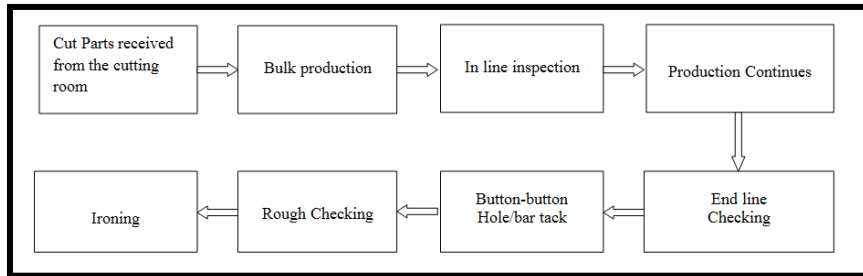 Cut Parts received
from the cutting
room
Bulk production
In line inspection
Production Continues
End line
Checking
Button-button
Hole/bar tack
Rough Checking
Ironing